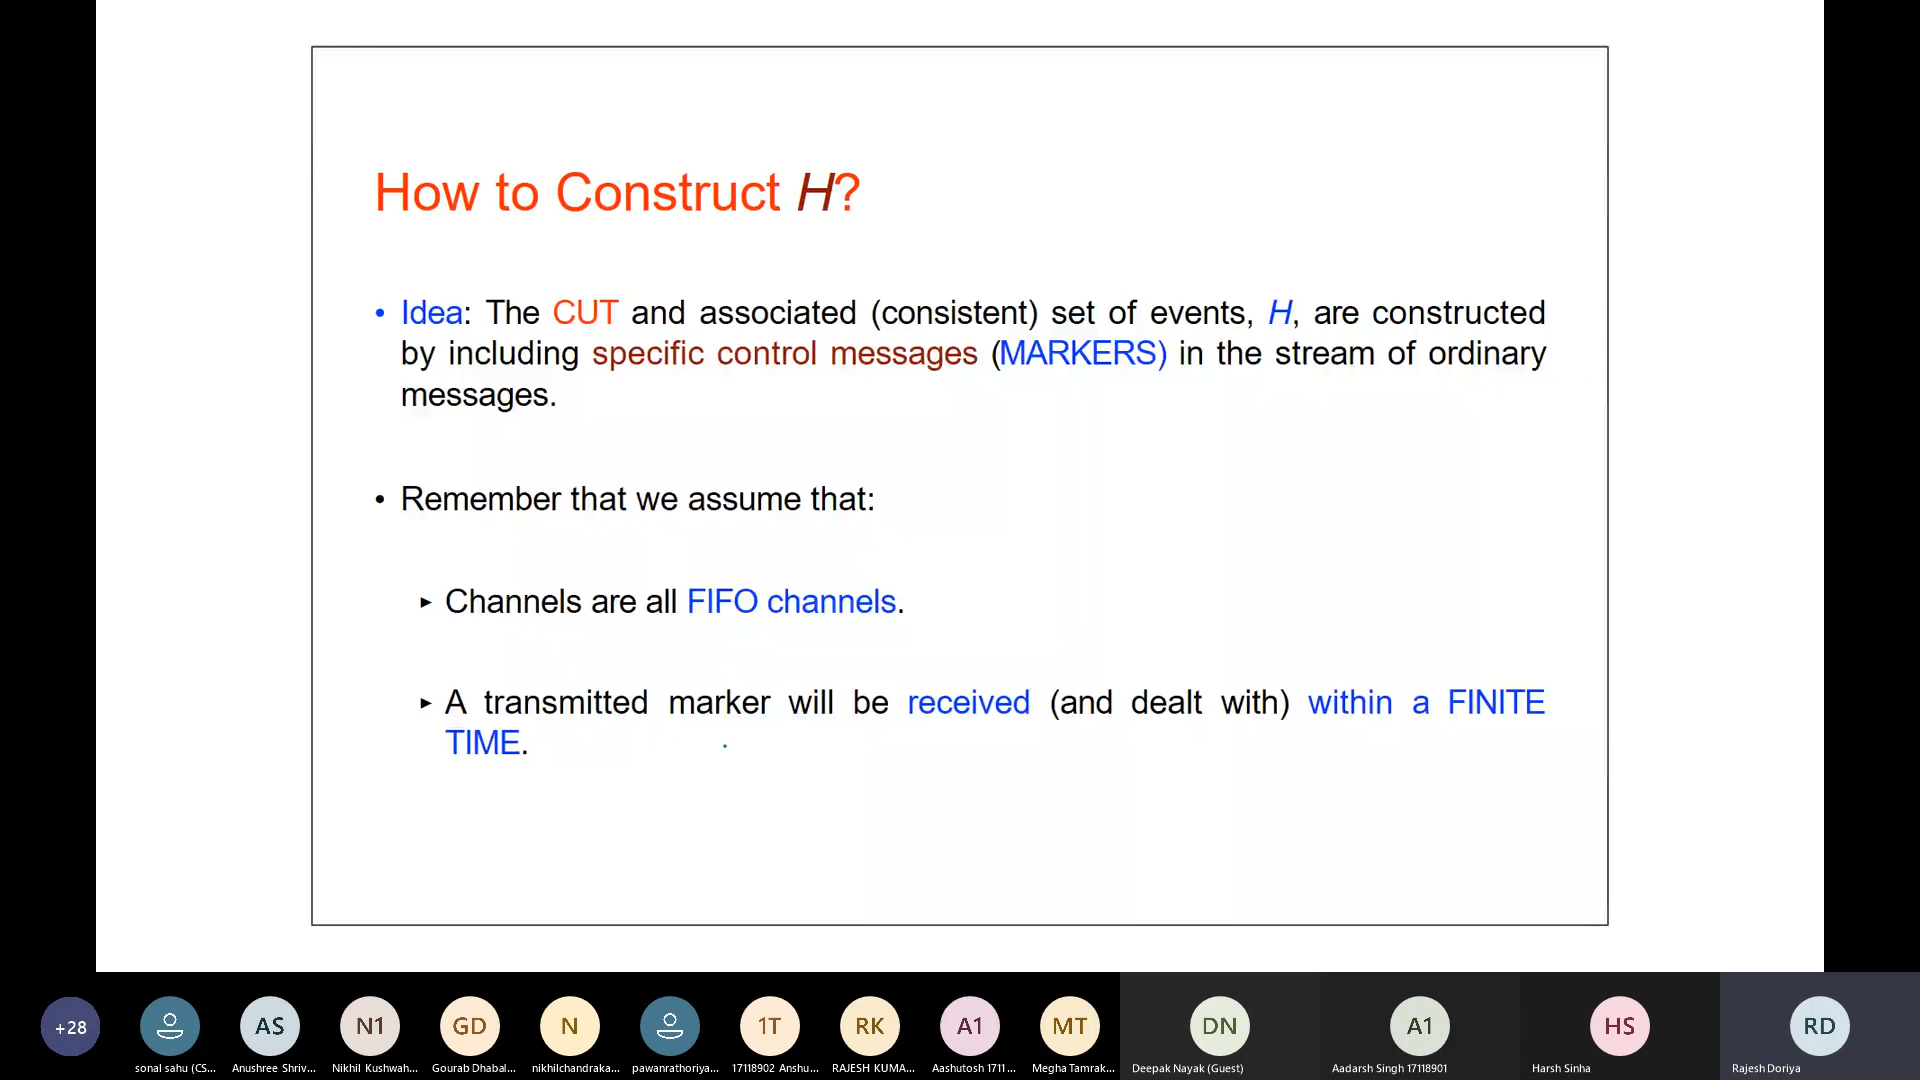 How to Construct H?
• Idea: The CUT and associated (consistent) set of events, H, are constructed
by including specific control messages (MARKERS) in the stream of ordinary
messages.
• Remember that we assume that:
▸ Channels are all FIFO channels.
▸ A transmitted marker will be received (and dealt with) within a FINITE
TIME.
+28 AS N1 GD N 1T RK A1 MT DN A1 HS RD
sonal sahu (CS... Anushree Shriv... Nikhil Kushwah... Gourab Dhabal... nikhilchandraka... pawanrathoriya... 17118902 Anshu... RAJESH KUMA... Aashutosh 1711... Megha Tamrak... Deepak Nayak (Guest) Aadarsh Singh 17118901 Harsh Sinha Rajesh Doriya